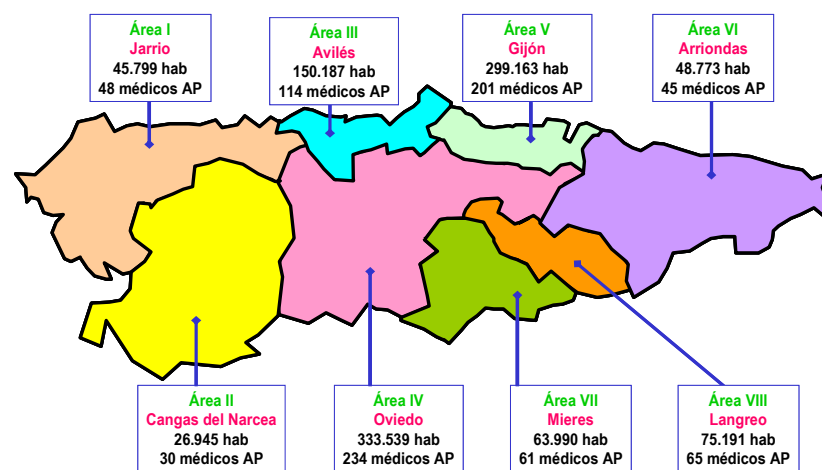 Área I
Jarrio
45.799 hab
48 médicos AP
Área III
Avilés
150.187 hab
114 médicos AP
Área V
Gijón
299.163 hab
201 médicos AP
Área VI
Arriondas
48.773 hab
45 médicos AP
Área II
Cangas del Narcea
26.945 hab
30 médicos AP
Área IV
Oviedo
333.539 hab
234 médicos AP
Área VII
Mieres
63.990 hab
61 médicos AP
Área VIII
Langreo
75.191 hab
65 médicos AP